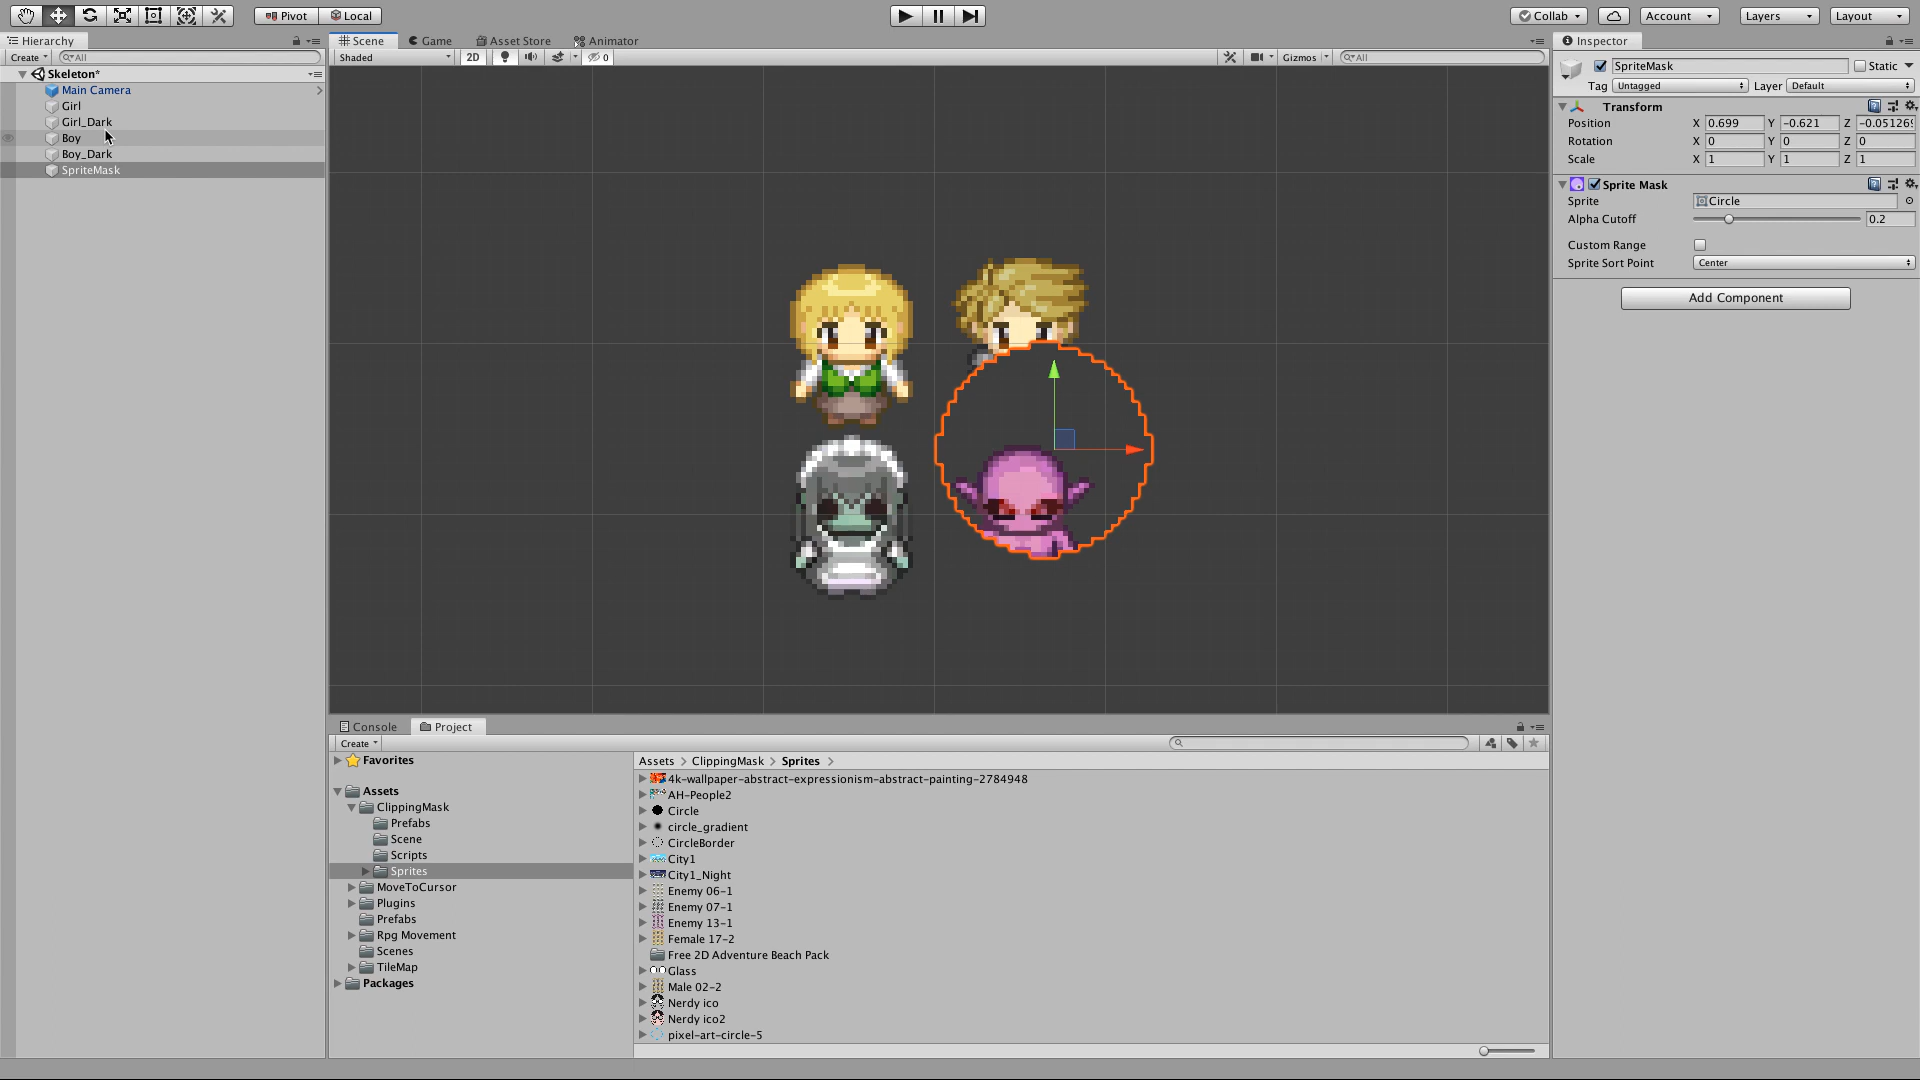 Pivot Local Collab Account Layers Layout
Hierarchy
Create All
Skeleton*
Main Camera
Girl
Girl_Dark
Boy
Boy_Dark
SpriteMask
Scene Game Asset Store Animator
Shaded 2D 0 Gizmos All
Inspector
SpriteMask Static
Tag Untagged Layer Default
Transform
Position X 0.699 Y -0.621 Z -0.05126
Rotation X 0 Y 0 Z 0
Scale X 1 Y 1 Z 1
Sprite Mask
Sprite Circle
Alpha Cutoff 0.2
Custom Range
Sprite Sort Point Center
Add Component
Console Project
Create
Favorites
Assets
ClippingMask
Prefabs
Scene
Scripts
Sprites
MoveToCursor
Plugins
Prefabs
Rpg Movement
Scenes
TileMap
Packages
Assets > ClippingMask > Sprites >
4k-wallpaper-abstract-expressionism-abstract-painting-2784948
AH-People2
Circle
circle_gradient
CircleBorder
City1
City1_Night
Enemy 06-1
Enemy 07-1
Enemy 13-1
Female 17-2
Free 2D Adventure Beach Pack
Glass
Male 02-2
Nerdy ico
Nerdy ico2
pixel-art-circle-5